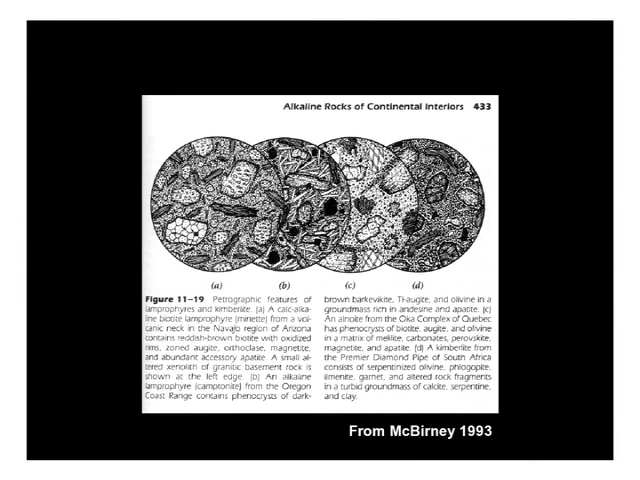 Alkaline Rocks of Continental Interiors 433
(a) (b) (c) (d)
Figure 11–19 Petrographic features of
lamprophyres and kimberlite. (a) A calc-alka-
line biotite lamprophyre (minette) from a vol-
canic neck in the Navajo region of Arizona
contains reddish-brown biotite with oxidized
rims, zoned augite, orthoclase, magnetite,
and abundant accessory apatite. A small al-
tered xenolith of granitic basement rock is
shown at the left edge. (b) An alkaline
lamprophyre (camptonite) from the Oregon
Coast Range contains phenocrysts of dark-
brown barkevikite, Ti-augite, and olivine in a
groundmass rich in andesine and apatite. (c)
An alnoite from the Oka Complex of Quebec
has phenocrysts of biotite, augite, and olivine
in a matrix of melilite, carbonates, perovskite,
magnetite, and apatite. (d) A kimberlite from
the Premier Diamond Pipe of South Africa
consists of serpentinized olivine, phlogopite,
ilmenite, garnet, and altered rock fragments
in a turbid groundmass of calcite, serpentine,
and clay.
From McBirney 1993